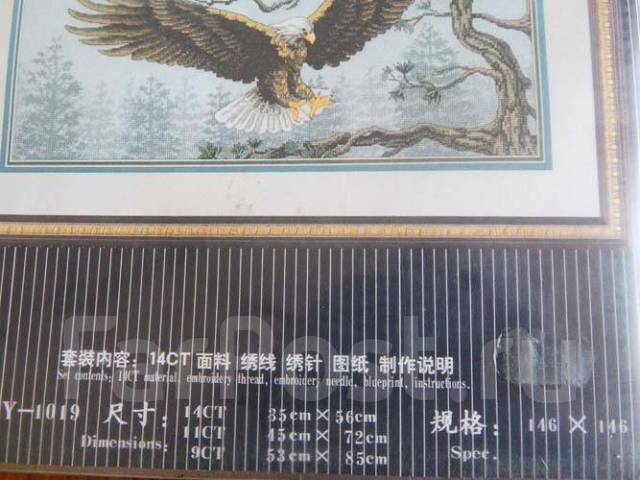 FarPost.ru
套装内容：14CT 面料 绣线 绣针 图纸 制作说明
Set contents: 14CT material, embroidery thread, embroidery needle, blueprint, instructions.
Y-1019 尺寸: 14CT 35cm×56cm 规格: 146×146
Dimensions: 11CT 45cm×72cm Spec.
9CT 53cm×85cm